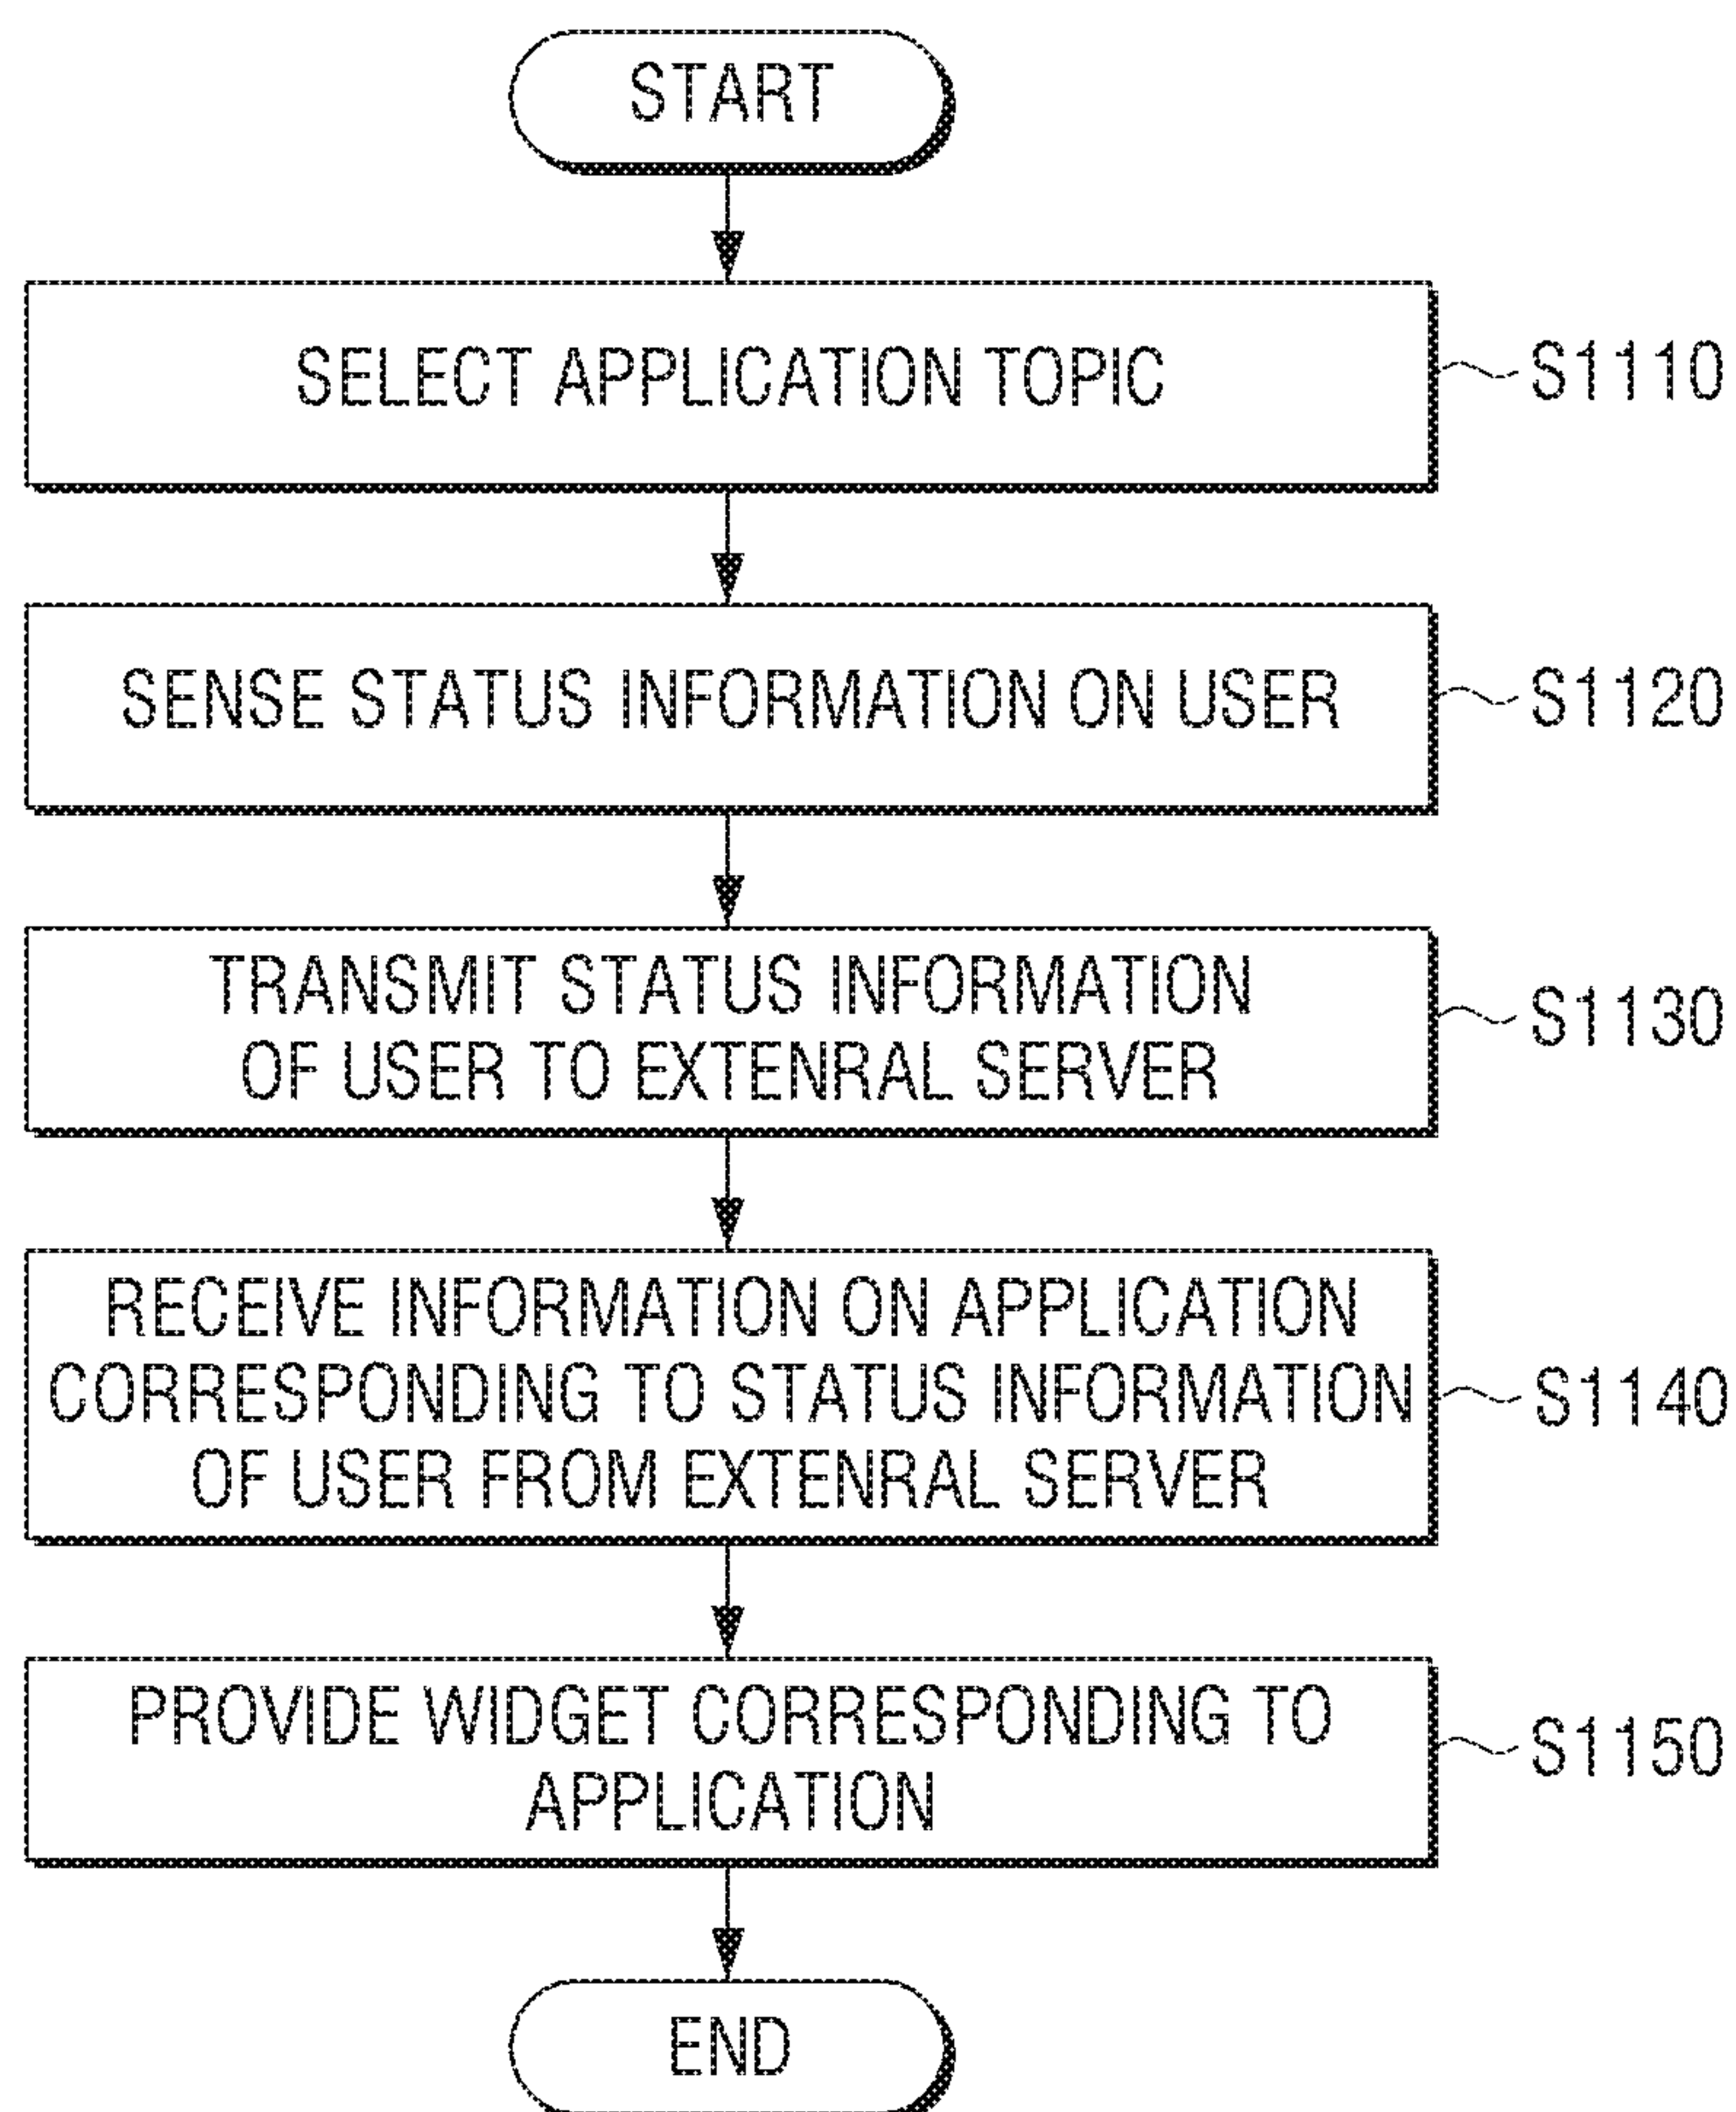 START
SELECT APPLICATION TOPIC
S1110
SENSE STATUS INFORMATION ON USER
S1120
TRANSMIT STATUS INFORMATION
OF USER TO EXTENRAL SERVER
S1130
RECEIVE INFORMATION ON APPLICATION
CORRESPONDING TO STATUS INFORMATION
OF USER FROM EXTENRAL SERVER
S1140
PROVIDE WIDGET CORRESPONDING TO
APPLICATION
S1150
END